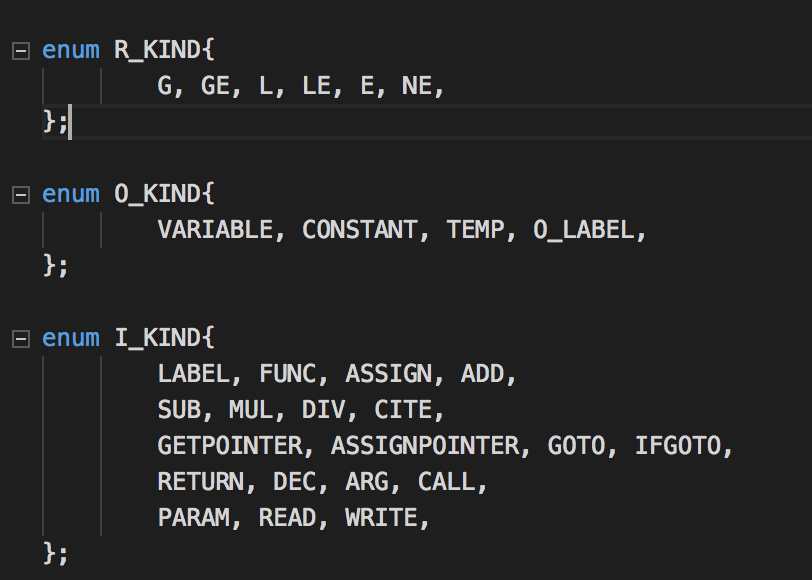 enum R_KIND{
G, GE, L, LE, E, NE,
};
enum O_KIND{
VARIABLE, CONSTANT, TEMP, O_LABEL,
};
enum I_KIND{
LABEL, FUNC, ASSIGN, ADD,
SUB, MUL, DIV, CITE,
GETPOINTER, ASSIGNPOINTER, GOTO, IFGOTO,
RETURN, DEC, ARG, CALL,
PARAM, READ, WRITE,
};